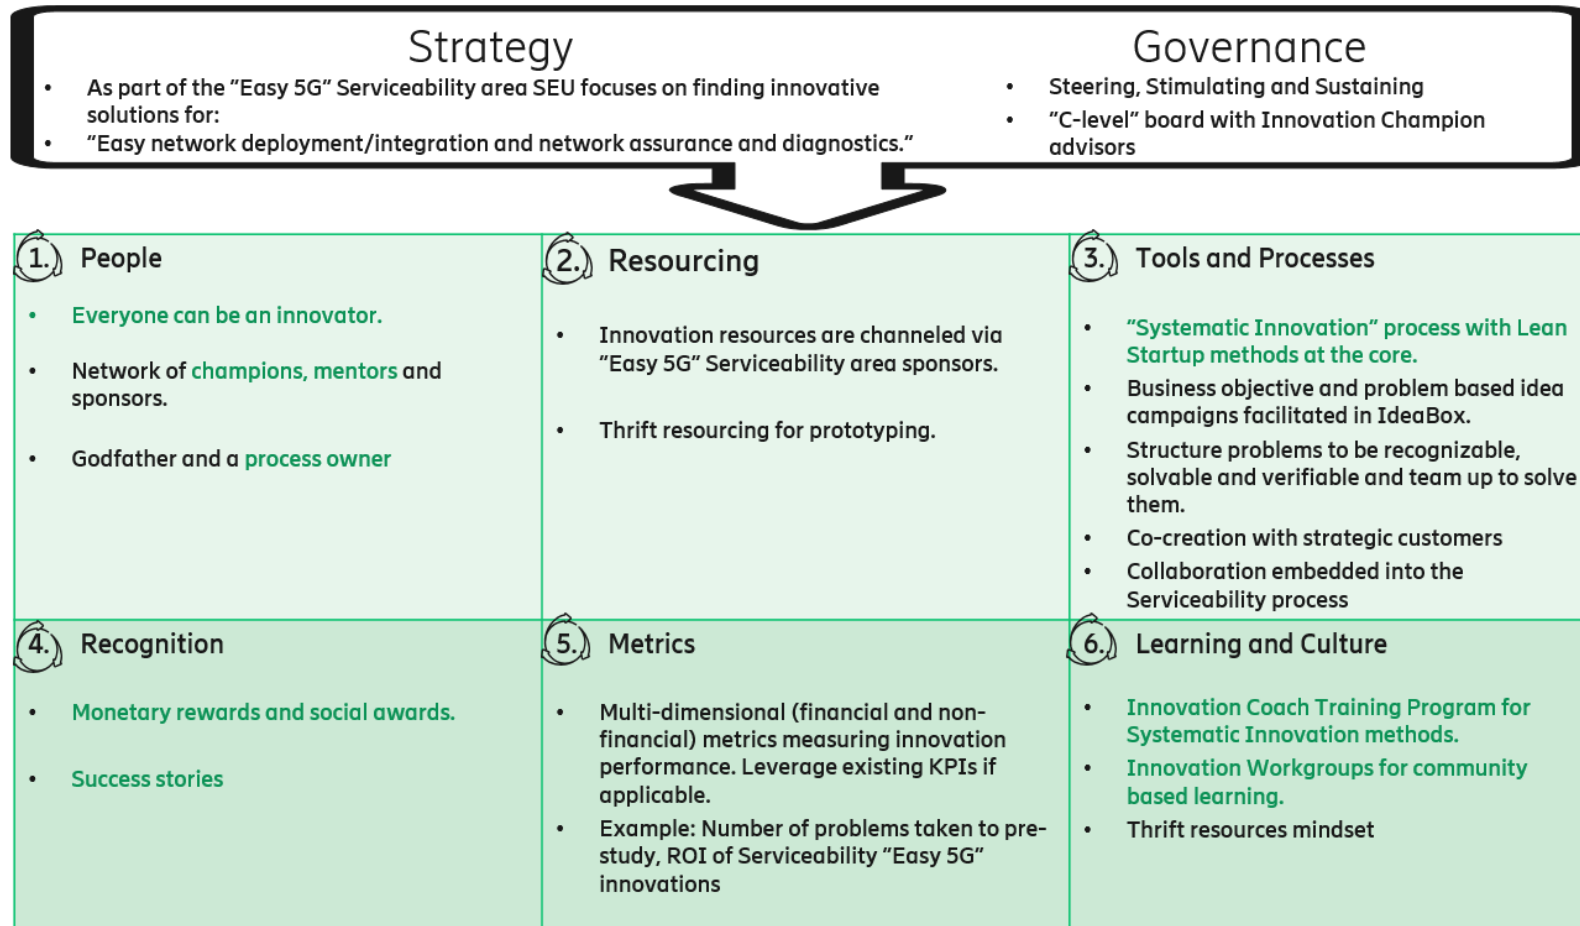 Strategy
• As part of the "Easy 5G" Serviceability area SEU focuses on finding innovative
solutions for:
• "Easy network deployment/integration and network assurance and diagnostics."
Governance
• Steering, Stimulating and Sustaining
• "C-level" board with Innovation Champion
advisors
1. People
• Everyone can be an innovator.
• Network of champions, mentors and
sponsors.
• Godfather and a process owner
2. Resourcing
• Innovation resources are channeled via
"Easy 5G" Serviceability area sponsors.
• Thrift resourcing for prototyping.
3. Tools and Processes
• "Systematic Innovation" process with Lean
Startup methods at the core.
• Business objective and problem based idea
campaigns facilitated in IdeaBox.
• Structure problems to be recognizable,
solvable and verifiable and team up to solve
them.
• Co-creation with strategic customers
• Collaboration embedded into the
Serviceability process
4. Recognition
• Monetary rewards and social awards.
• Success stories
5. Metrics
• Multi-dimensional (financial and non-
financial) metrics measuring innovation
performance. Leverage existing KPIs if
applicable.
• Example: Number of problems taken to pre-
study, ROI of Serviceability "Easy 5G"
innovations
6. Learning and Culture
• Innovation Coach Training Program for
Systematic Innovation methods.
• Innovation Workgroups for community
based learning.
• Thrift resources mindset